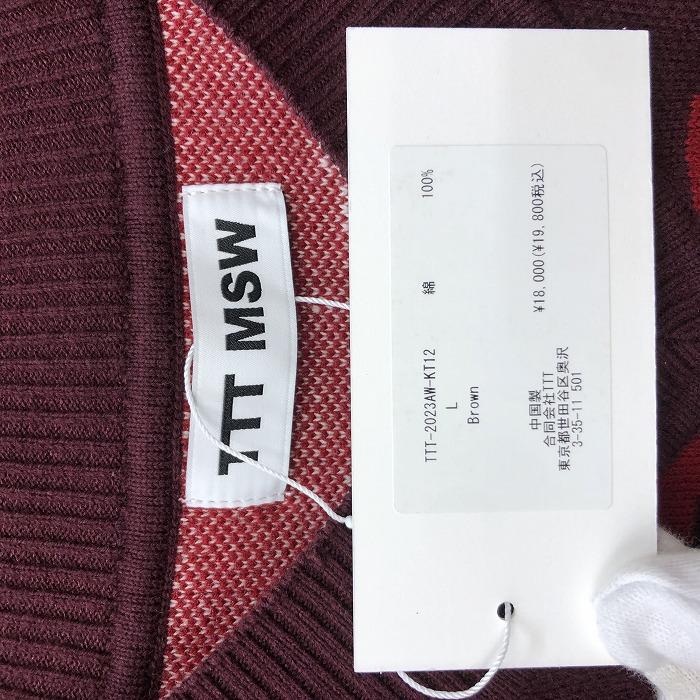 TTT MSW
TTT-2023AW-KT12
L
Brown
綿 100%
中国製
合同会社TTT
東京都世田谷区奥沢
3-35-11 501
¥18,000(¥19,800税込)